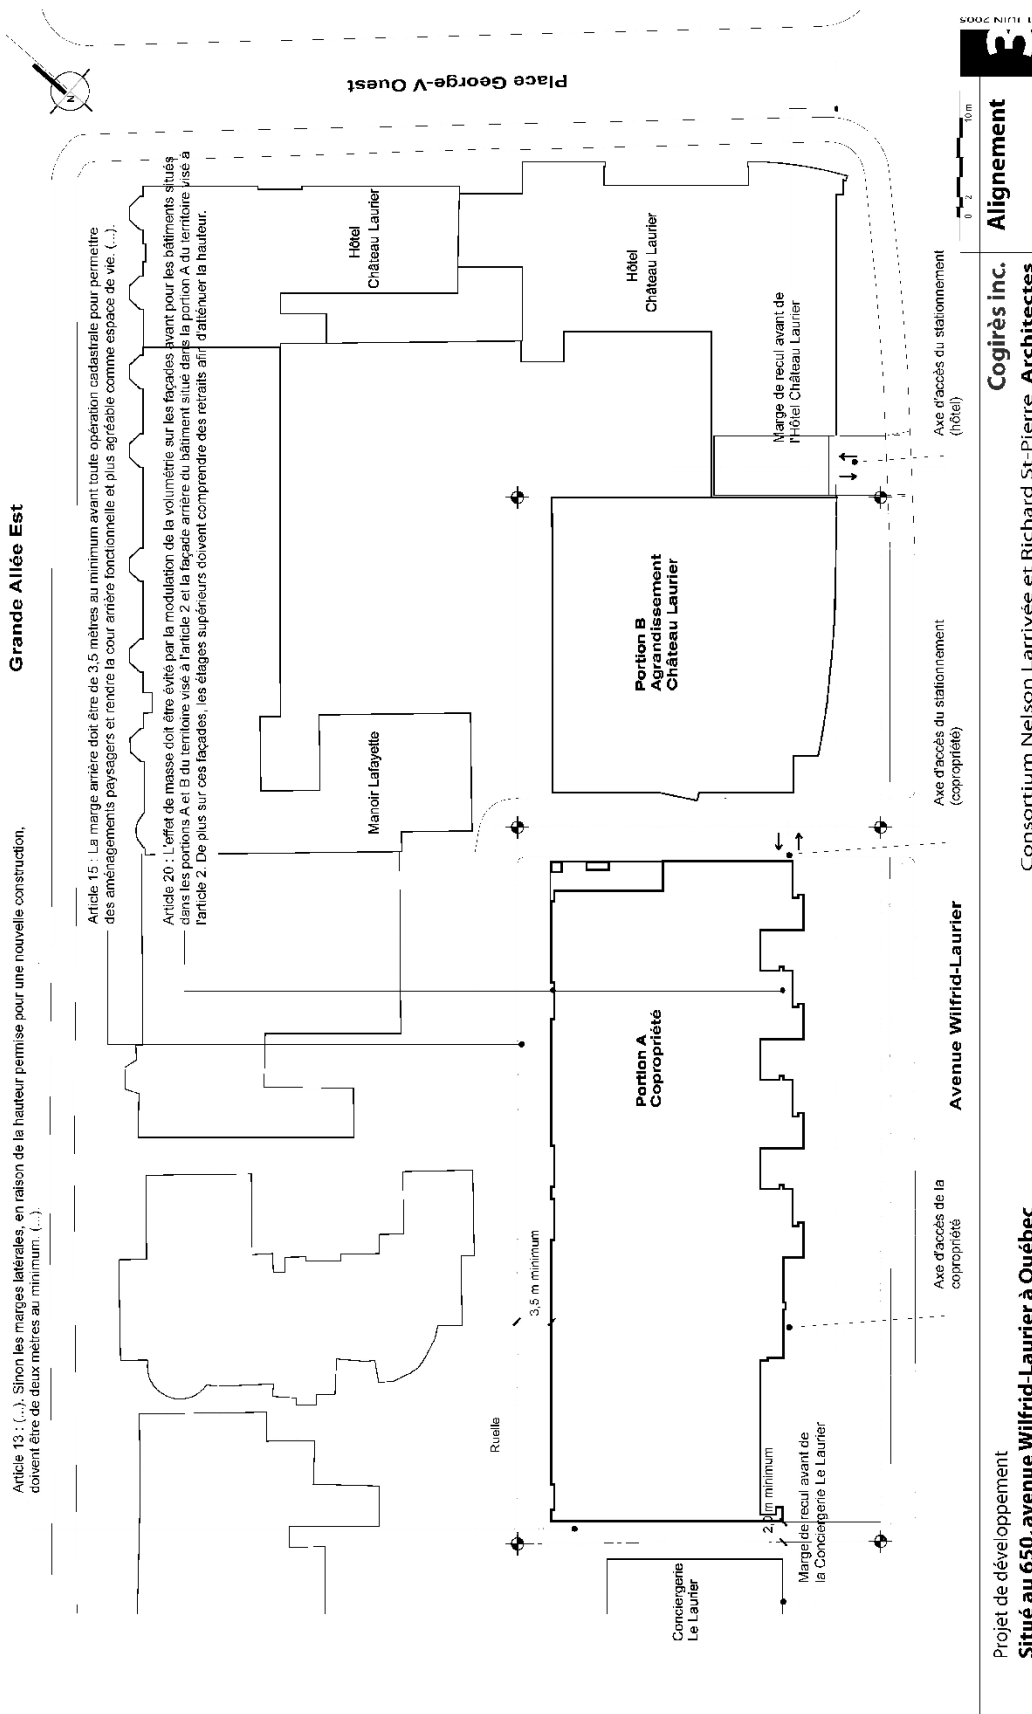 Grande Allée Est
Place George-V Ouest
N
Article 13 : (...). Sinon les marges latérales, en raison de la hauteur permise pour une nouvelle construction,
doivent être de deux mètres au minimum. (...).
Article 15 : La marge arrière doit être de 3,5 mètres au minimum avant toute opération cadastrale pour permettre
des aménagements paysagers et rendre la cour arrière fonctionnelle et plus agréable comme espace de vie. (...).
Article 20 : L'effet de masse doit être évité par la modulation de la volumétrie sur les façades avant pour les bâtiments situés
dans les portions A et B du territoire visé à l'article 2 et la façade arrière du bâtiment situé dans la portion A du territoire visé à
l'article 2. De plus sur ces façades, les étages supérieurs doivent comprendre des retraits afin d'atténuer la hauteur.
Hôtel
Château Laurier
Manoir Lafayette
Hôtel
Château Laurier
Ruelle
3,5 m minimum
Portion A
Copropriété
Portion B
Agrandissement
Château Laurier
Marge de recul avant de
l'Hôtel Château Laurier
Conciergerie
Le Laurier
m minimum
Marge de recul avant de
la Conciergerie Le Laurier
Axe d'accès de la
copropriété
Avenue Wilfrid-Laurier
Axe d'accès du stationnement
(copropriété)
Axe d'accès du stationnement
(hôtel)
0 2 10 m
Projet de développement
Situé au 650, avenue Wilfrid-Laurier à Québec
Cogirès inc.
Consortium Nelson Larrivée et Richard St-Pierre, Architectes
Alignement
3
1 JUIN 2005